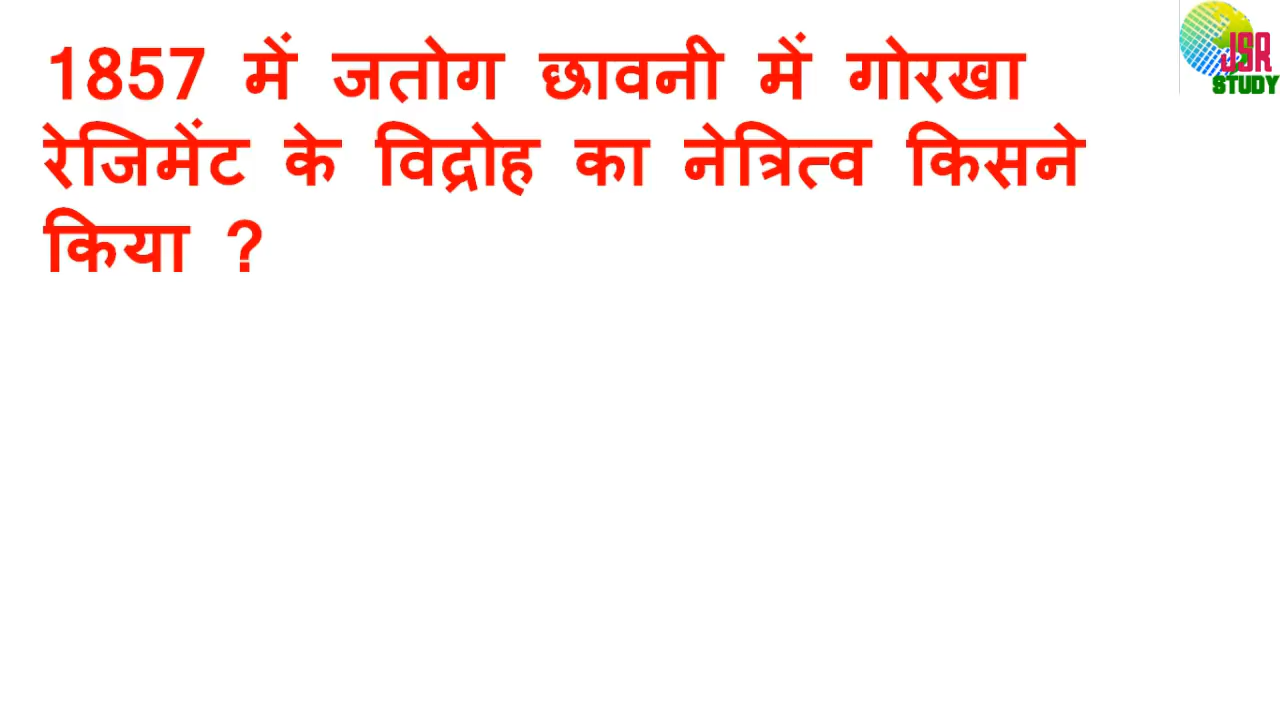 1857 में जतोग छावनी में गोरखा
रेजिमेंट के विद्रोह का नेत्रित्व किसने
किया ?
JSR
STUDY